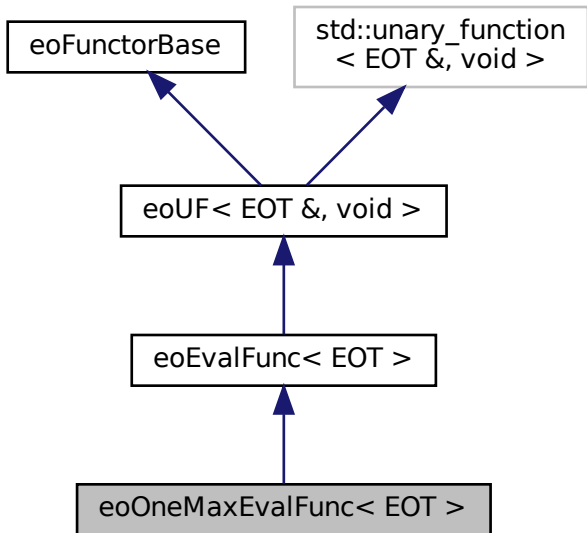 eoFunctorBase
std::unary_function
< EOT &, void >
eoUF< EOT &, void >
eoEvalFunc< EOT >
eoOneMaxEvalFunc< EOT >